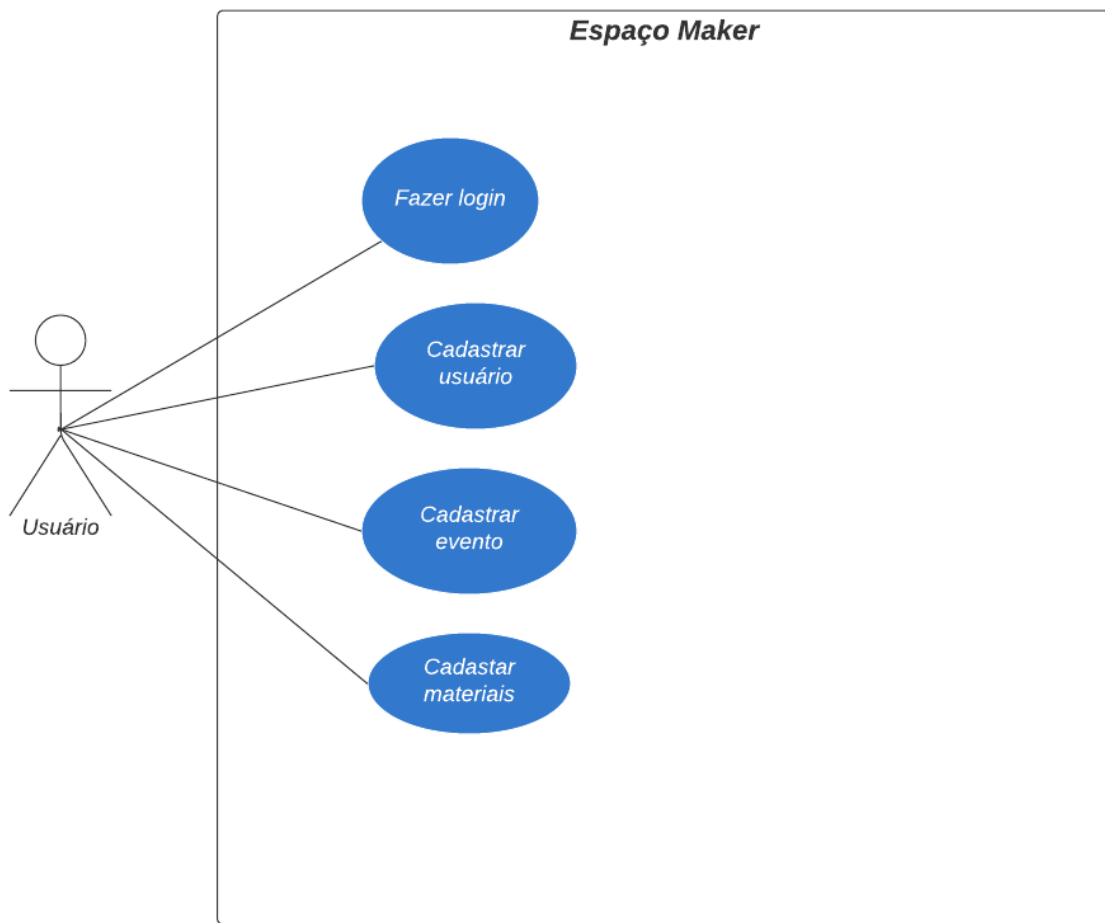 Espaço Maker
Fazer login
Cadastrar
usuário
Cadastrar
evento
Usuário
Cadastar
materiais